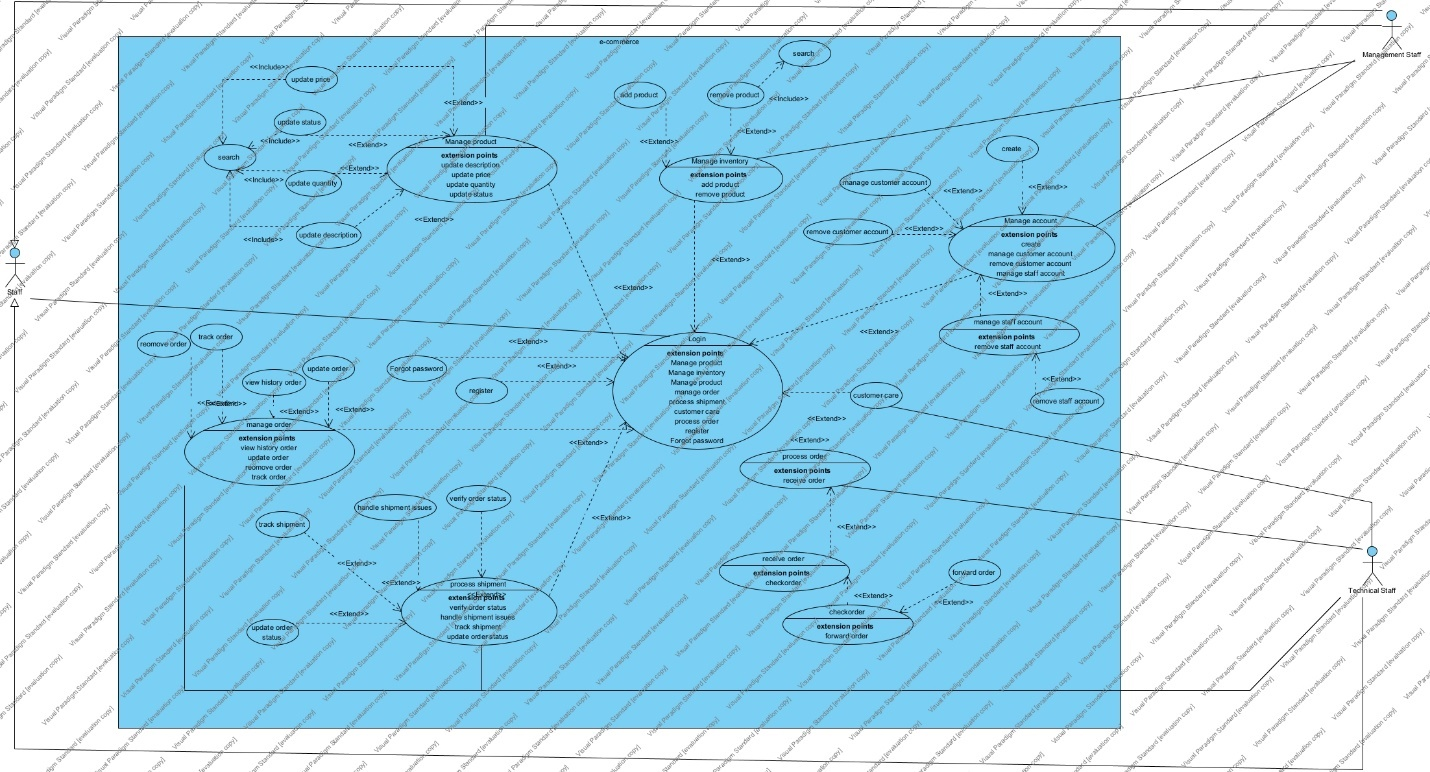 e-commerce
Management Staff
search
<<Include>>
update price
add product
remove product
<<Include>>
<<Extend>>
update status
<<Include>>
<<Extend>>
<<Extend>>
<<Extend>>
search
Manage product
extension points
update description
update price
update quantity
update status
<<Extend>>
<<Include>>
update quantity
Manage inventory
extension points
add product
remove product
create
manage customer account
<<Extend>>
<<Extend>>
<<Extend>>
<<Include>>
update description
remove customer account
<<Extend>>
Manage account
extension points
create
manage customer account
remove customer account
manage staff account
<<Extend>>
<<Extend>>
<<Extend>>
Staff
manage staff account
extension points
remove staff account
<<Extend>>
reomove order
track order
<<Extend>>
Login
extension points
Manage product
Manage inventory
Manage product
manage order
process shipment
customer care
process order
register
Forgot password
view history order
update order
Forgot password
<<Extend>>
register
<<Extend>>
customer care
remove staff account
<<Extend>>
<<Extend>>
<<Extend>>
<<Extend>>
manage order
extension points
view history order
update order
reomove order
track order
<<Extend>>
<<Extend>>
process order
extension points
receive order
track shipment
handle shipment issues
verify order status
<<Extend>>
<<Extend>>
<<Extend>>
<<Extend>>
receive order
extension points
checkorder
forward order
Technical Staff
process shipment
<<Extend>>
extension points
verify order status
handle shipment issues
track shipment
update order status
<<Extend>>
update order
status
<<Extend>>
<<Extend>>
checkorder
extension points
forward order
Visual Paradigm Standard [evaluation copy]